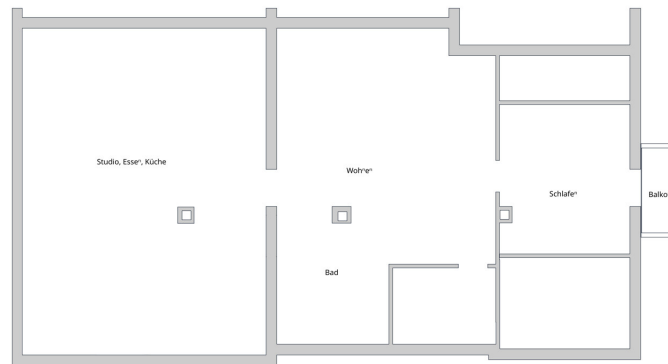 Studio, Essen, Küche
Wohnen
Schlafen
Balko
Bad